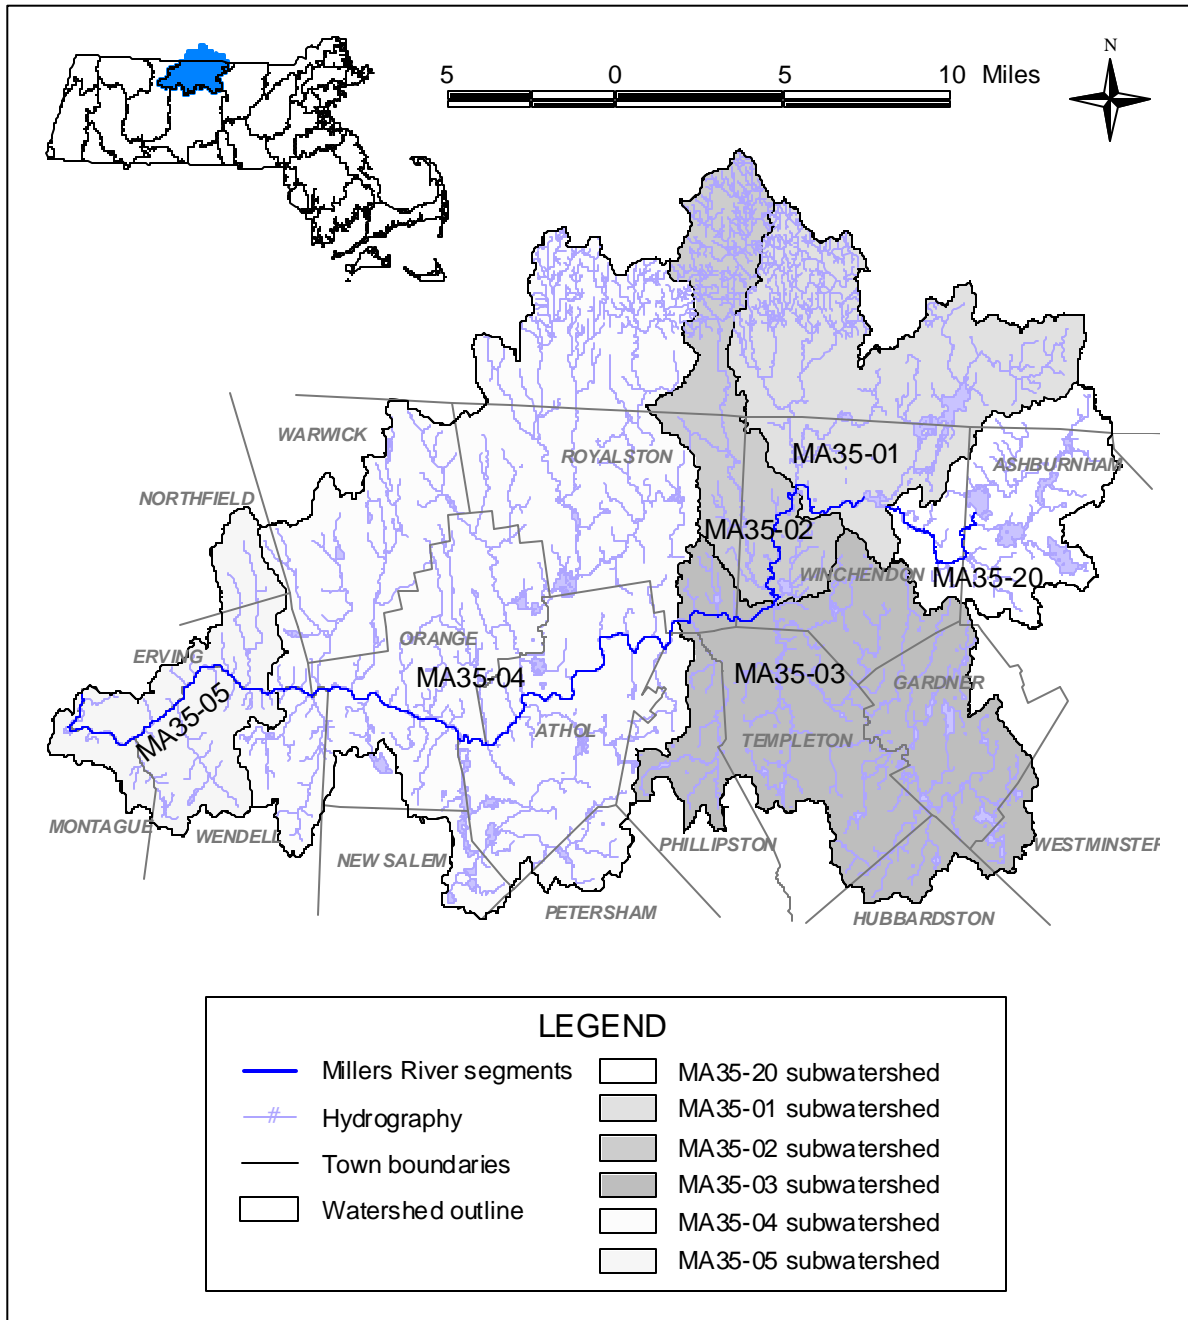 N
5 0 5 10 Miles
WARWICK
ROYALSTON
MA35-01
ASHBURNHAM
NORTHFIELD
MA35-02
WINCHENDON
MA35-20
ERVING
ORANGE
MA35-04
MA35-03
GARDNER
MA35-05
ATHOL
TEMPLETON
MONTAGUE
WENDELL
NEW SALEM
PHILLIPSTON
WESTMINSTER
PETERSHAM
HUBBARDSTON
LEGEND
Millers River segments
Hydrography
Town boundaries
Watershed outline
MA35-20 subwatershed
MA35-01 subwatershed
MA35-02 subwatershed
MA35-03 subwatershed
MA35-04 subwatershed
MA35-05 subwatershed